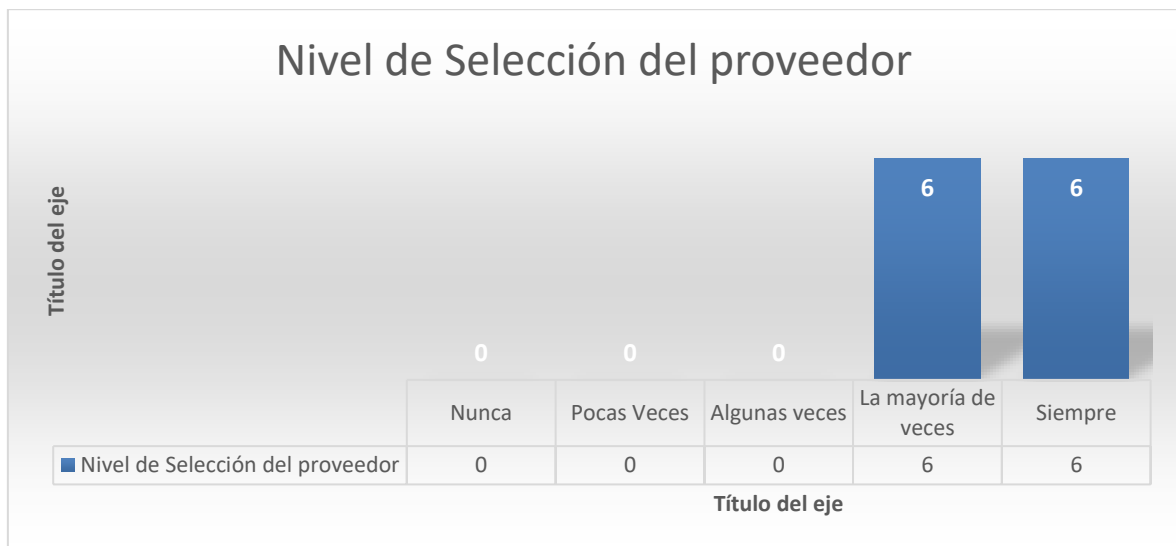 Nivel de Selección del proveedor
Título del eje
6 6
0 0 0
Nunca Pocas Veces Algunas veces La mayoría de veces Siempre
Nivel de Selección del proveedor 0 0 0 6 6
Título del eje